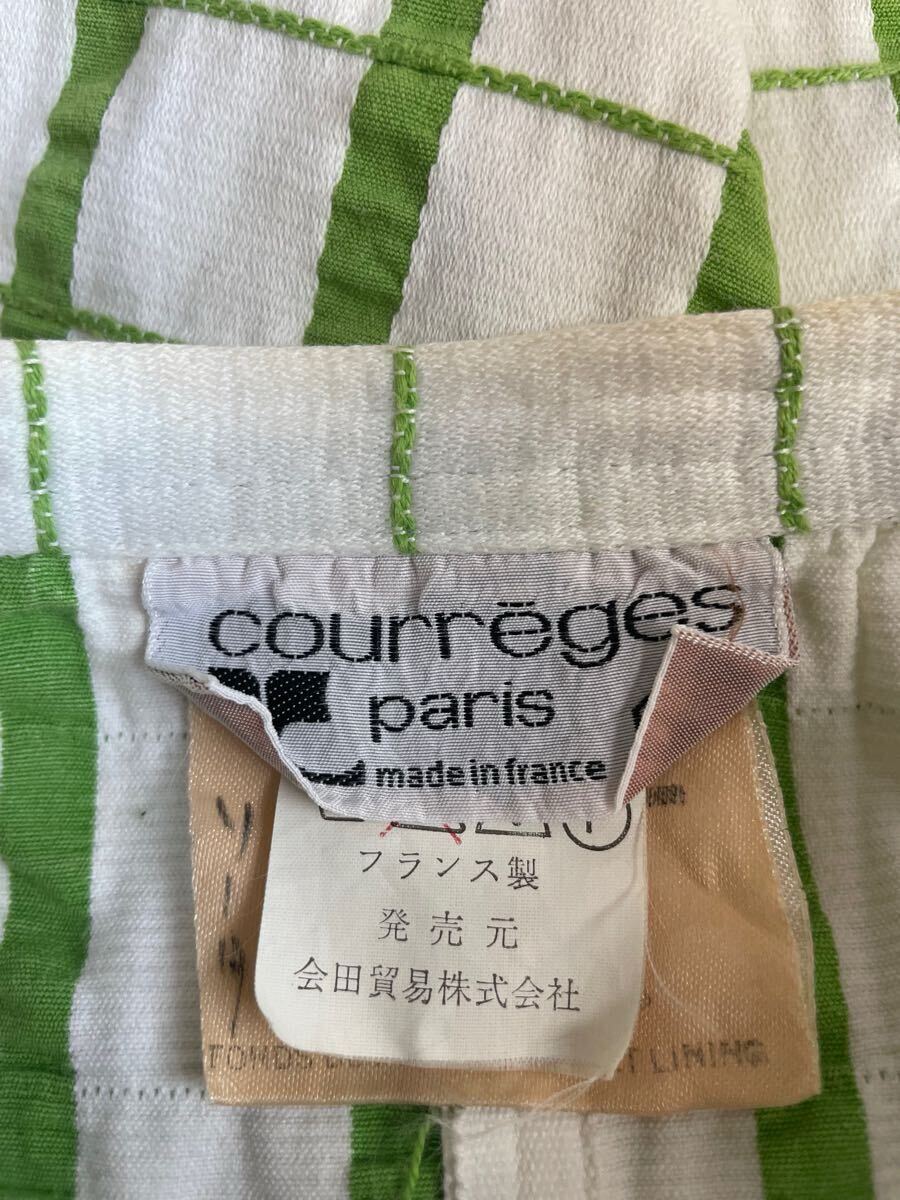 courrēges
paris
made in france
フランス製
発売元
会田貿易株式会社
FONDS
LINING